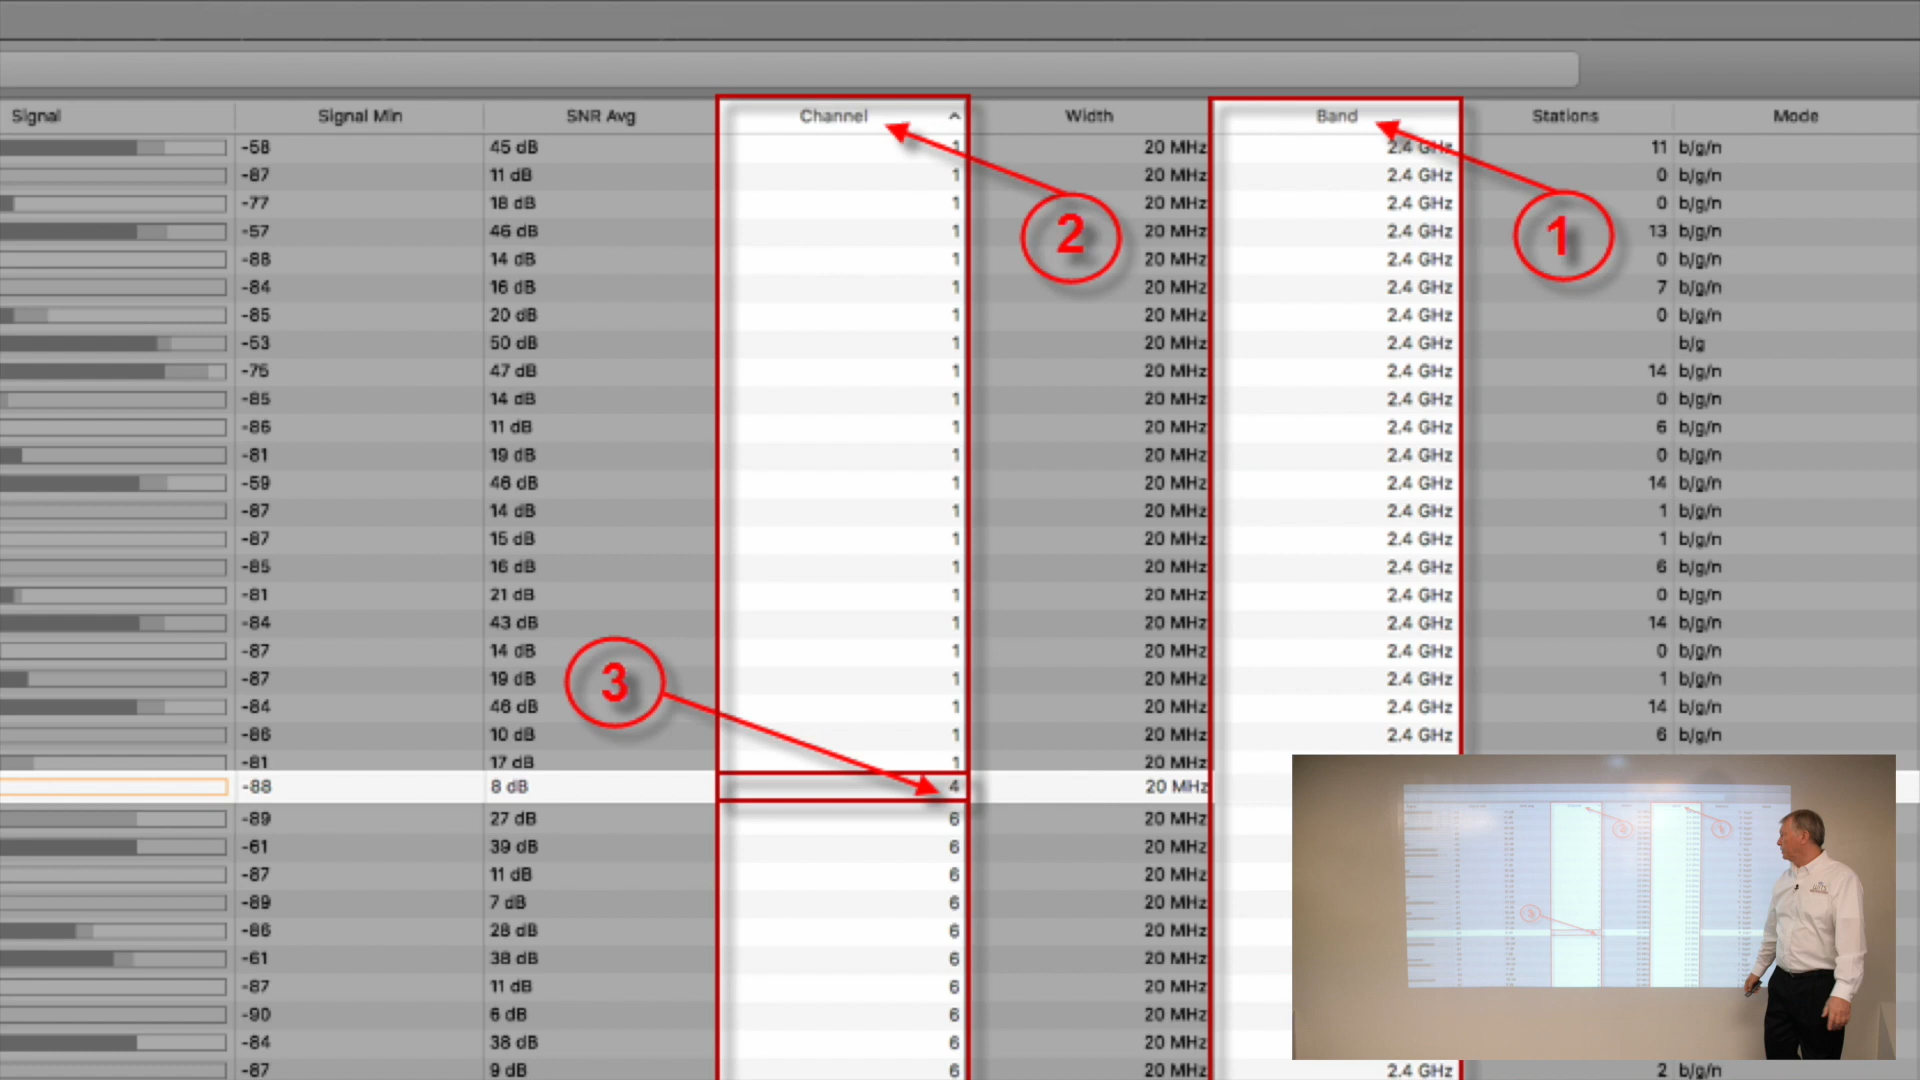 Signal Signal Min SNR Avg Channel Width Band Stations Mode
-58 45 dB 1 20 MHz 2.4 GHz 11 b/g/n
-87 11 dB 1 20 MHz 2.4 GHz 0 b/g/n
-77 18 dB 1 20 MHz 2.4 GHz 0 b/g/n
-57 46 dB 1 20 MHz 2.4 GHz 13 b/g/n
2 1
-88 14 dB 1 20 MHz 2.4 GHz 0 b/g/n
-84 16 dB 1 20 MHz 2.4 GHz 7 b/g/n
-85 20 dB 1 20 MHz 2.4 GHz 0 b/g/n
-53 50 dB 1 20 MHz 2.4 GHz b/g
-75 47 dB 1 20 MHz 2.4 GHz 14 b/g/n
-85 14 dB 1 20 MHz 2.4 GHz 0 b/g/n
-86 11 dB 1 20 MHz 2.4 GHz 6 b/g/n
-81 19 dB 1 20 MHz 2.4 GHz 0 b/g/n
-59 46 dB 1 20 MHz 2.4 GHz 14 b/g/n
-87 14 dB 1 20 MHz 2.4 GHz 1 b/g/n
-87 15 dB 1 20 MHz 2.4 GHz 1 b/g/n
-85 16 dB 1 20 MHz 2.4 GHz 6 b/g/n
-81 21 dB 1 20 MHz 2.4 GHz 0 b/g/n
-84 43 dB 1 20 MHz 2.4 GHz 14 b/g/n
-87 14 dB 1 20 MHz 2.4 GHz 0 b/g/n
3
-87 19 dB 1 20 MHz 2.4 GHz 1 b/g/n
-84 46 dB 1 20 MHz 2.4 GHz 14 b/g/n
-86 10 dB 1 20 MHz 2.4 GHz 6 b/g/n
-81 17 dB 1 20 MHz
-88 8 dB 4 20 MHz
-89 27 dB 6 20 MHz
-61 39 dB 6 20 MHz
-87 11 dB 6 20 MHz
-89 7 dB 6 20 MHz
-86 28 dB 6 20 MHz
-61 38 dB 6 20 MHz
-87 11 dB 6 20 MHz
-90 6 dB 6 20 MHz
-84 38 dB 6 20 MHz
-87 9 dB 6 20 MHz 2.4 GHz 2 b/g/n